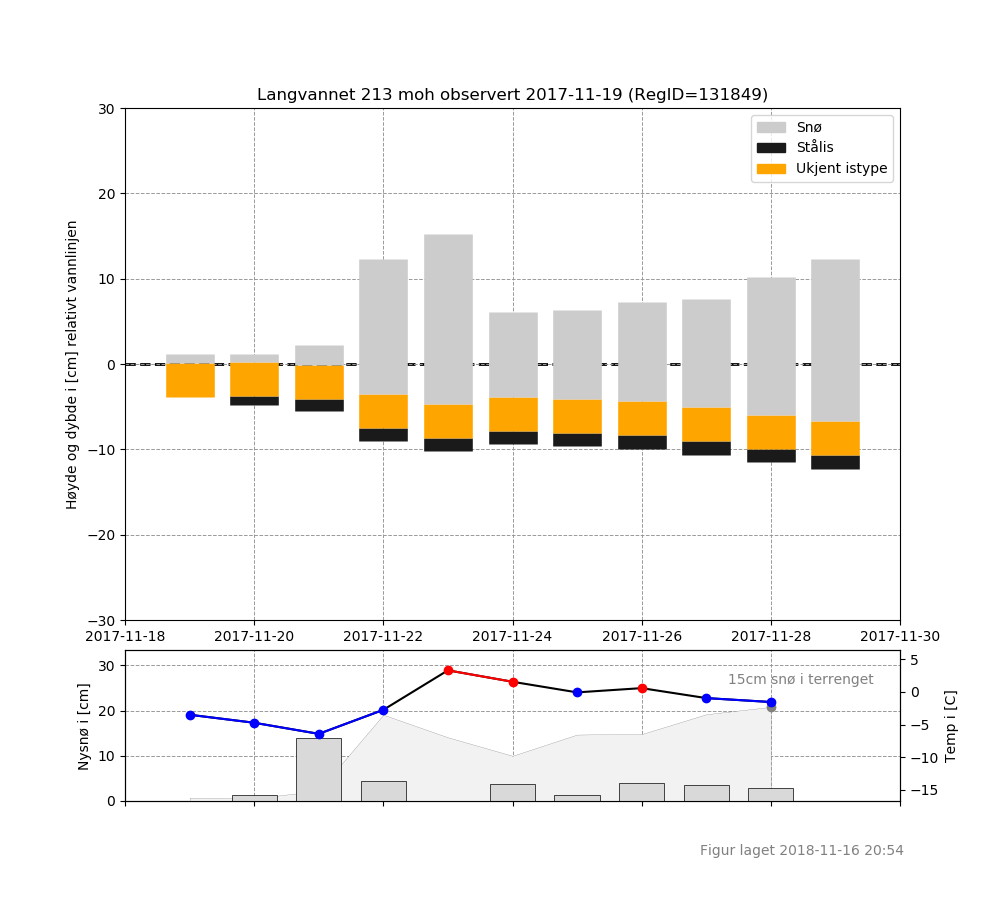 Langvannet 213 moh observert 2017-11-19 (RegID=131849)
Høyde og dybde i [cm] relativt vannlinjen
30
20
10
0
−10
−20
−30
Snø
Stålis
Ukjent istype
2017-11-18 2017-11-20 2017-11-22 2017-11-24 2017-11-26 2017-11-28 2017-11-30
Nysnø i [cm]
30
20
10
0
15cm snø i terrenget
5
0
−5
−10
−15
Temp i [C]
Figur laget 2018-11-16 20:54